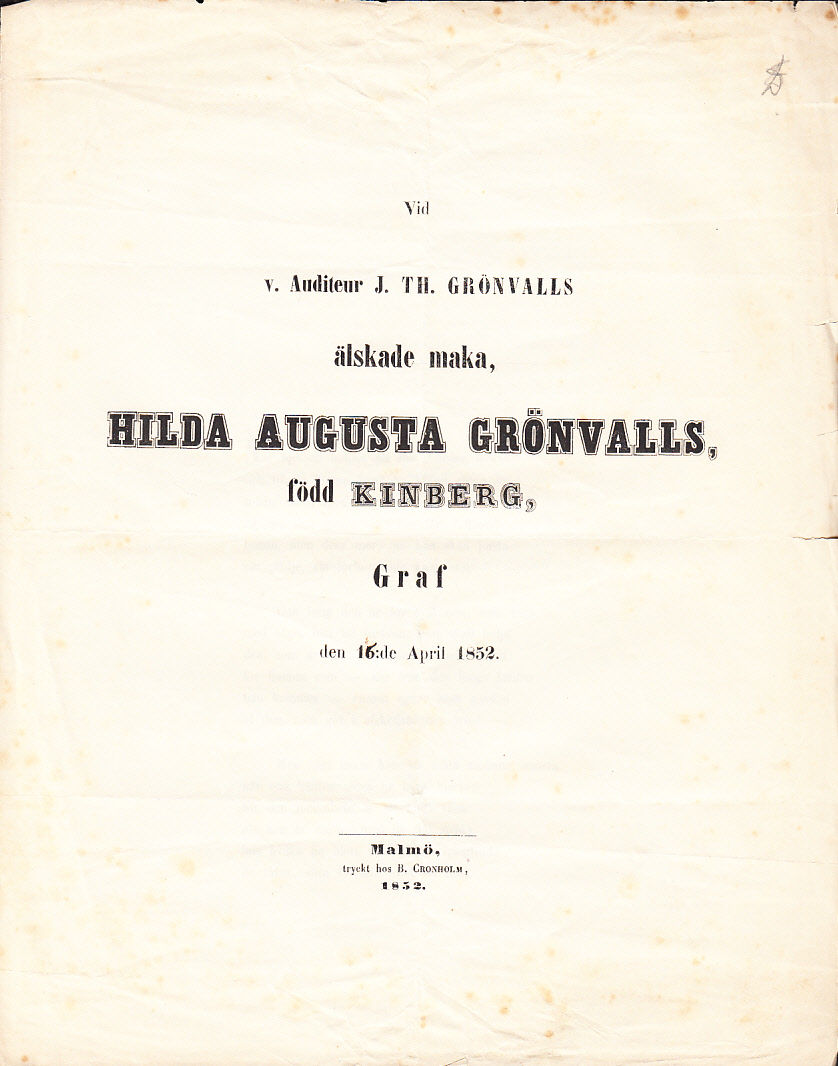 Vid
v. Auditeur J. TH. GRÖNVALLS
älskade maka,
HILDA AUGUSTA GRÖNVALLS,
född KINBERG,
Graf
den 15:de April 1852.
Malmö,
tryckt hos B. CRONHOLM,
1852.